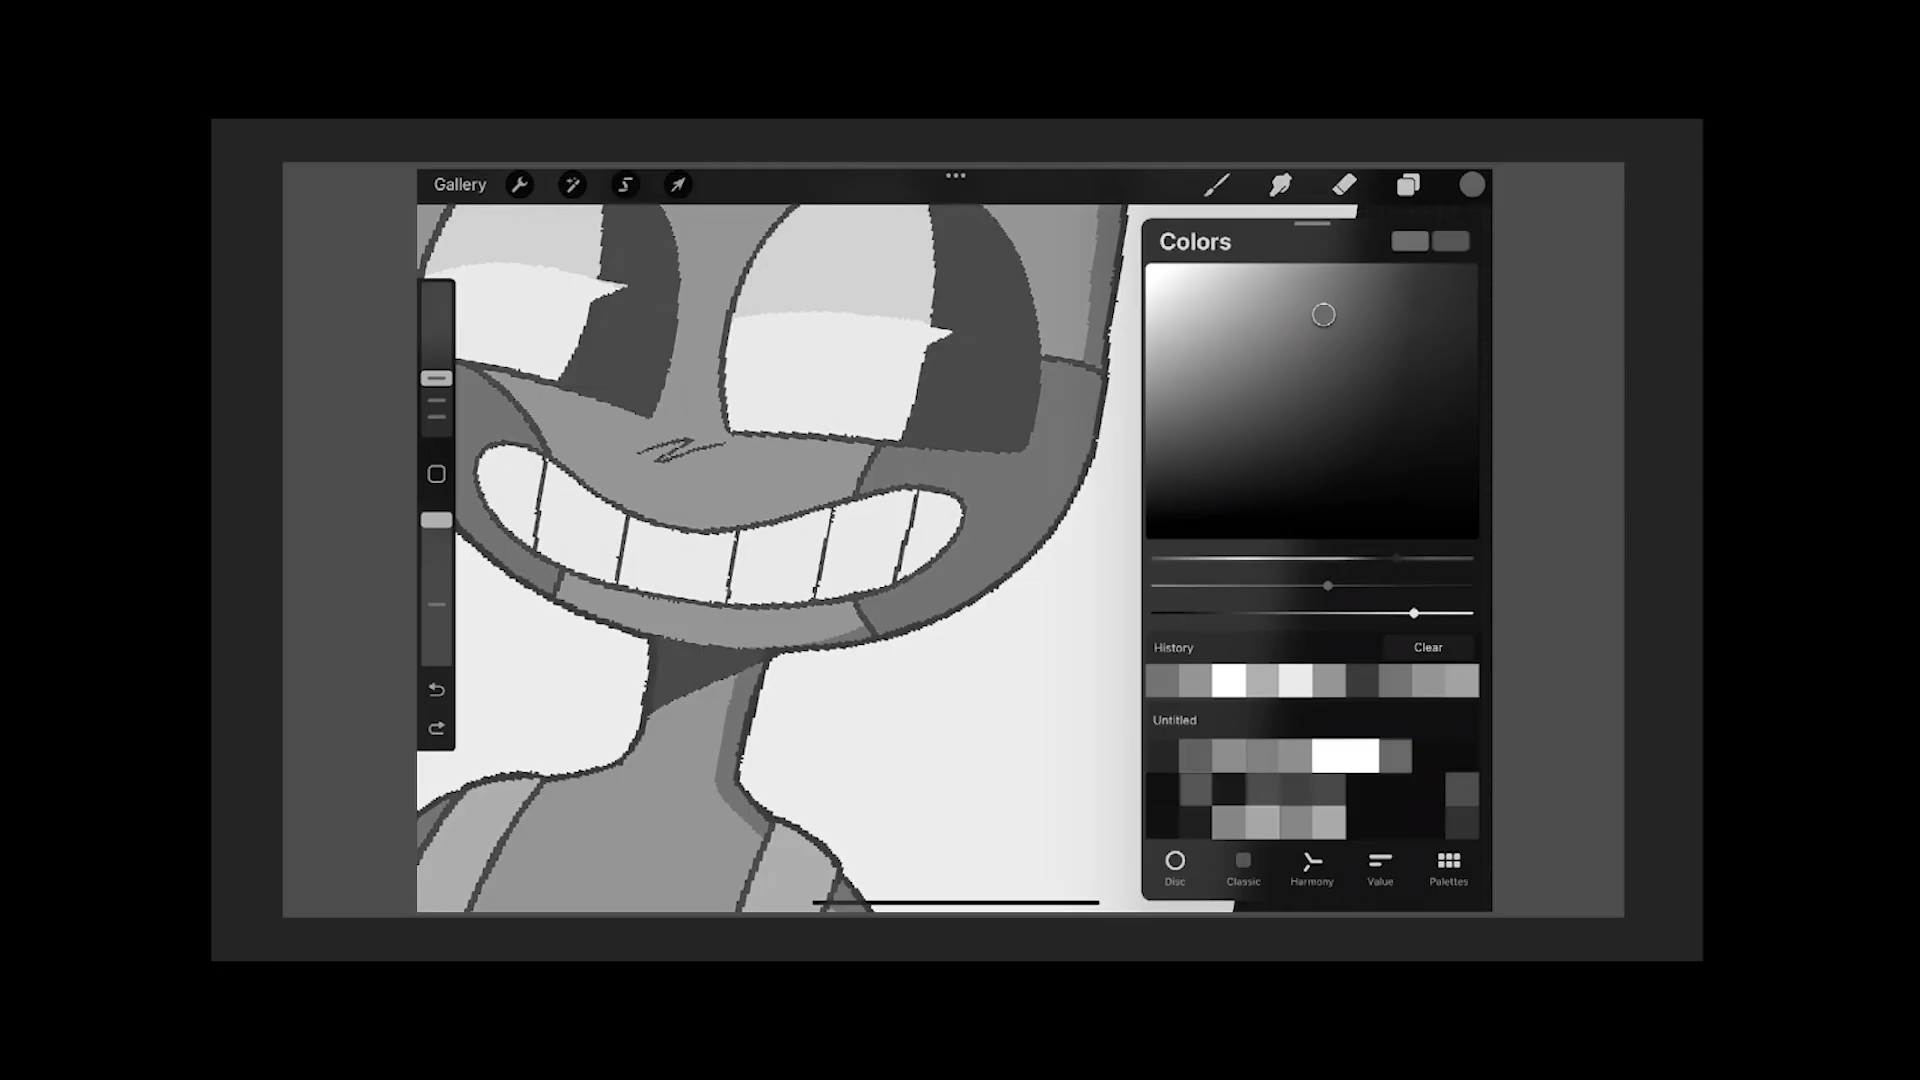 Gallery
Colors
History
Clear
Untitled
Disc
Classic
Harmony
Value
Palettes